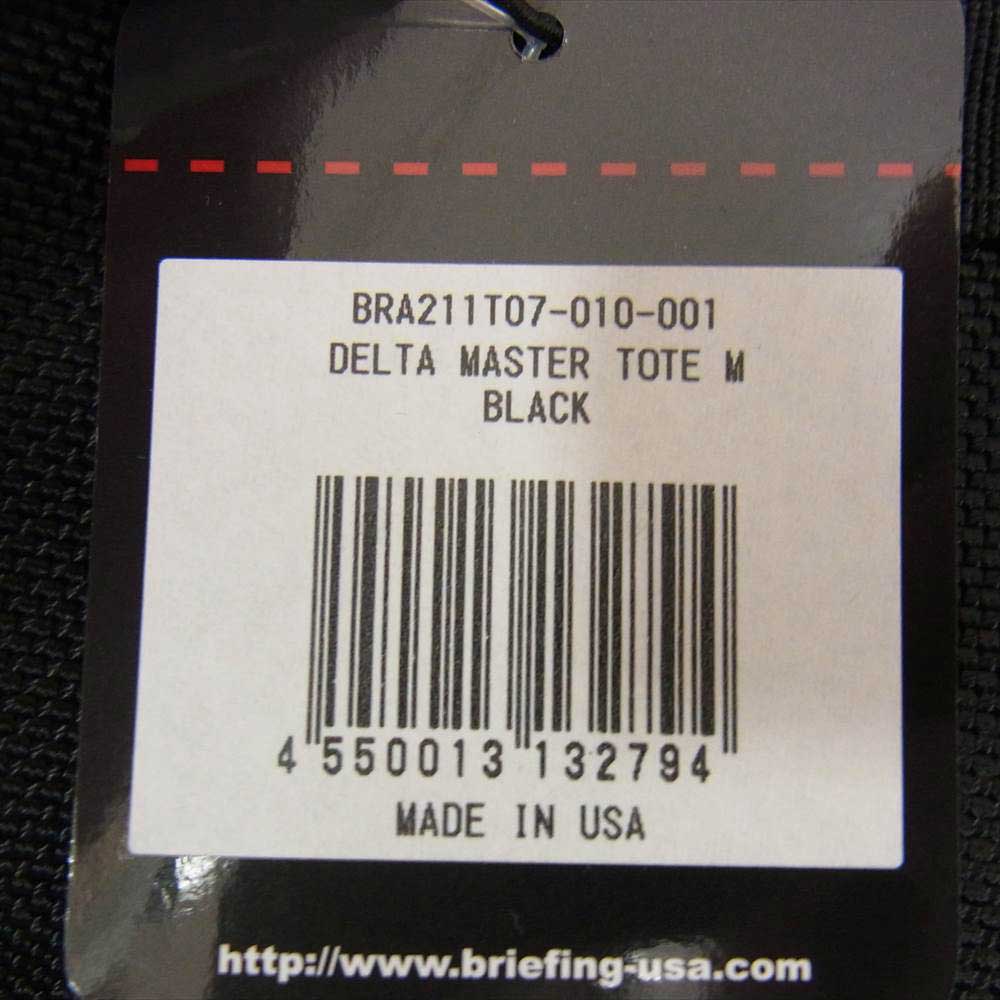 BRA211T07-010-001
DELTA MASTER TOTE M
BLACK
4 550013 132794
MADE IN USA
http://www.briefing-usa.com